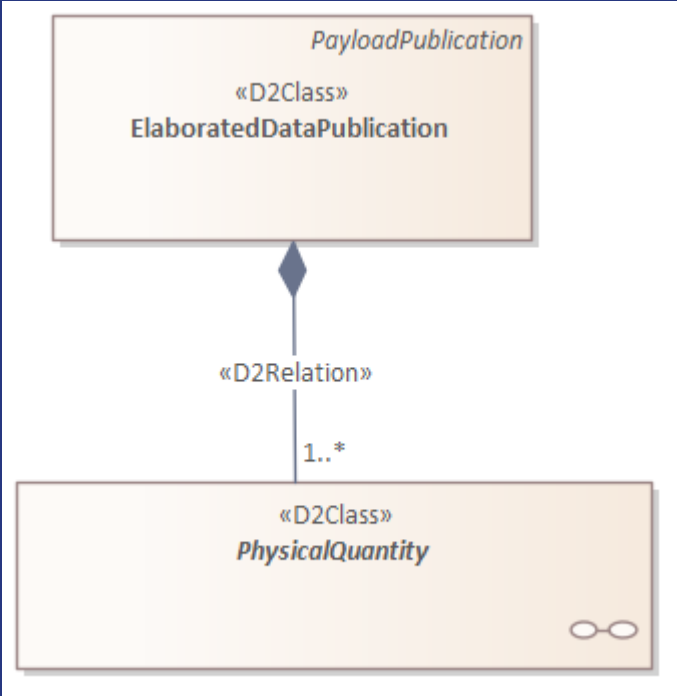 PayloadPublication
«D2Class»
ElaboratedDataPublication
«D2Relation»
1..*
«D2Class»
PhysicalQuantity